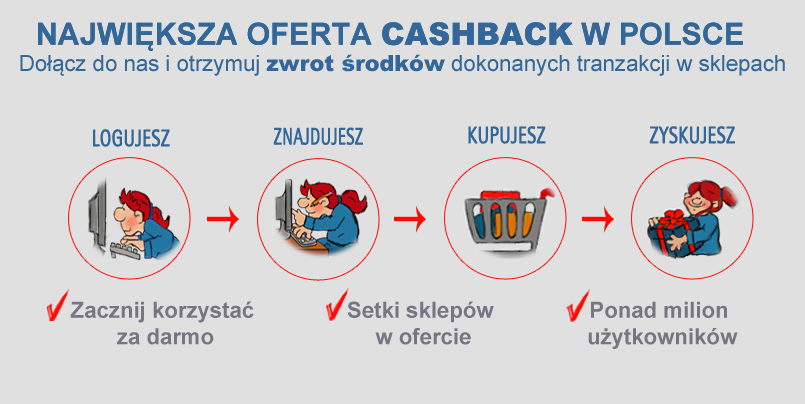 NAJWIĘKSZA OFERTA CASHBACK W POLSCE
Dołącz do nas i otrzymuj zwrot środków dokonanych tranzakcji w sklepach
LOGUJESZ
ZNAJDUJESZ
KUPUJESZ
ZYSKUJESZ
Zacznij korzystać
za darmo
Setki sklepów
w ofercie
Ponad milion
użytkowników